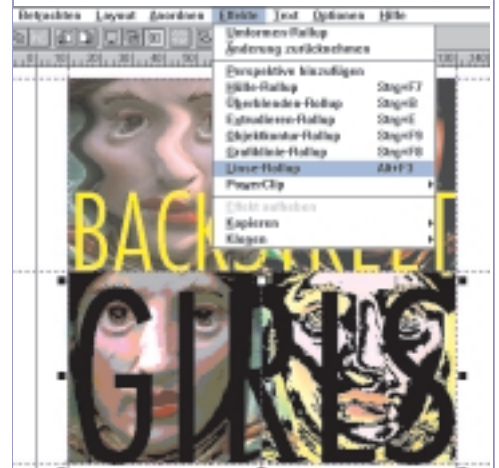 Betrachten Layout Anordnen Effekte Text Optionen Hilfe
Umformen-Rollup
Änderung zurücknehmen
Perspektive hinzufügen
Hülle-Rollup Strg+F7
Überblenden-Rollup Strg+B
Extrudieren-Rollup Strg+E
Objektkontur-Rollup Strg+F9
Grafiklinie-Rollup Strg+F8
Linse-Rollup Alt+F3
PowerClip
Effekt aufheben
Kopieren
Klonen
BACKSTREET
GIRLS